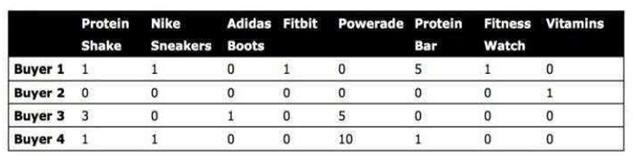 Protein Nike Adidas Fitbit Powerade Protein Fitness Vitamins
Shake Sneakers Boots Bar Watch
Buyer 1 1 1 0 1 0 5 1 0
Buyer 2 0 0 0 0 0 0 0 1
Buyer 3 3 0 1 0 5 0 0 0
Buyer 4 1 1 0 0 10 1 0 0